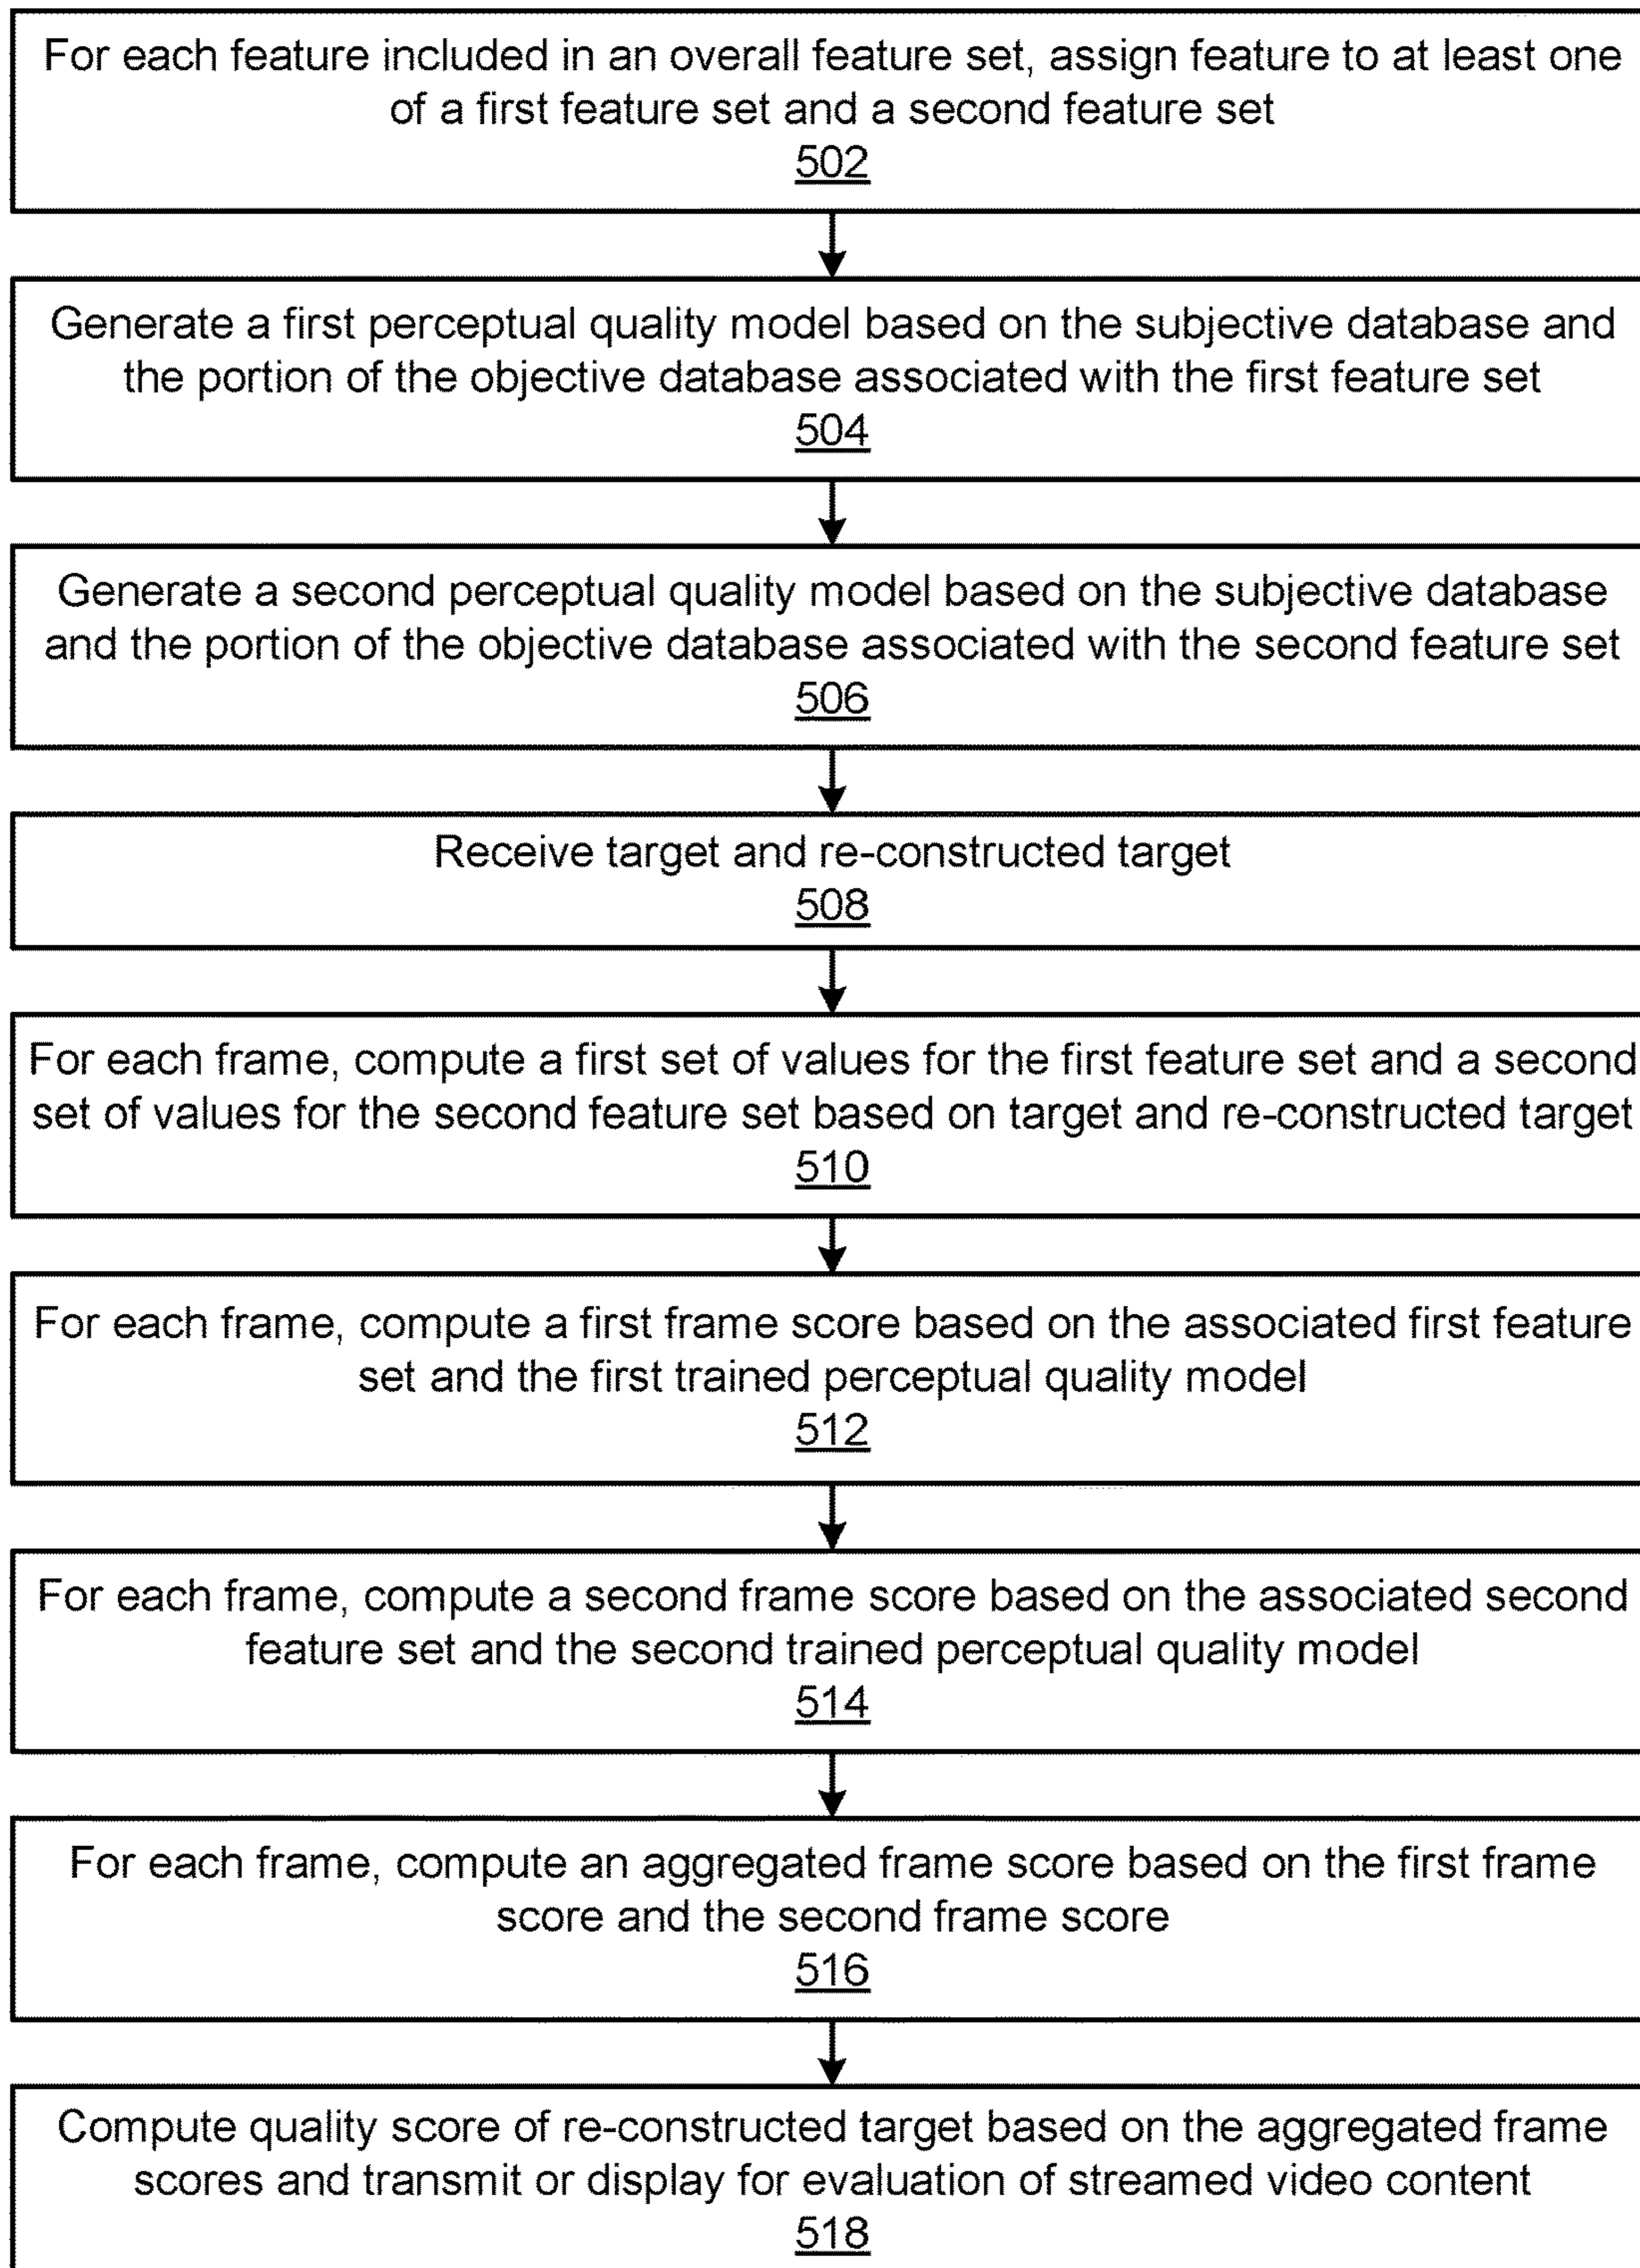 For each feature included in an overall feature set, assign feature to at least one
of a first feature set and a second feature set
502
Generate a first perceptual quality model based on the subjective database and
the portion of the objective database associated with the first feature set
504
Generate a second perceptual quality model based on the subjective database
and the portion of the objective database associated with the second feature set
506
Receive target and re-constructed target
508
For each frame, compute a first set of values for the first feature set and a second
set of values for the second feature set based on target and re-constructed target
510
For each frame, compute a first frame score based on the associated first feature
set and the first trained perceptual quality model
512
For each frame, compute a second frame score based on the associated second
feature set and the second trained perceptual quality model
514
For each frame, compute an aggregated frame score based on the first frame
score and the second frame score
516
Compute quality score of re-constructed target based on the aggregated frame
scores and transmit or display for evaluation of streamed video content
518